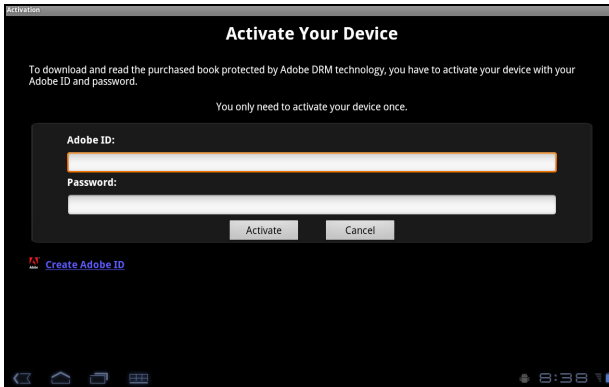 Activation
Activate Your Device
To download and read the purchased book protected by Adobe DRM technology, you have to activate your device with your
Adobe ID and password.
You only need to activate your device once.
Adobe ID:
Password:
Activate Cancel
Adobe Create Adobe ID
8:38